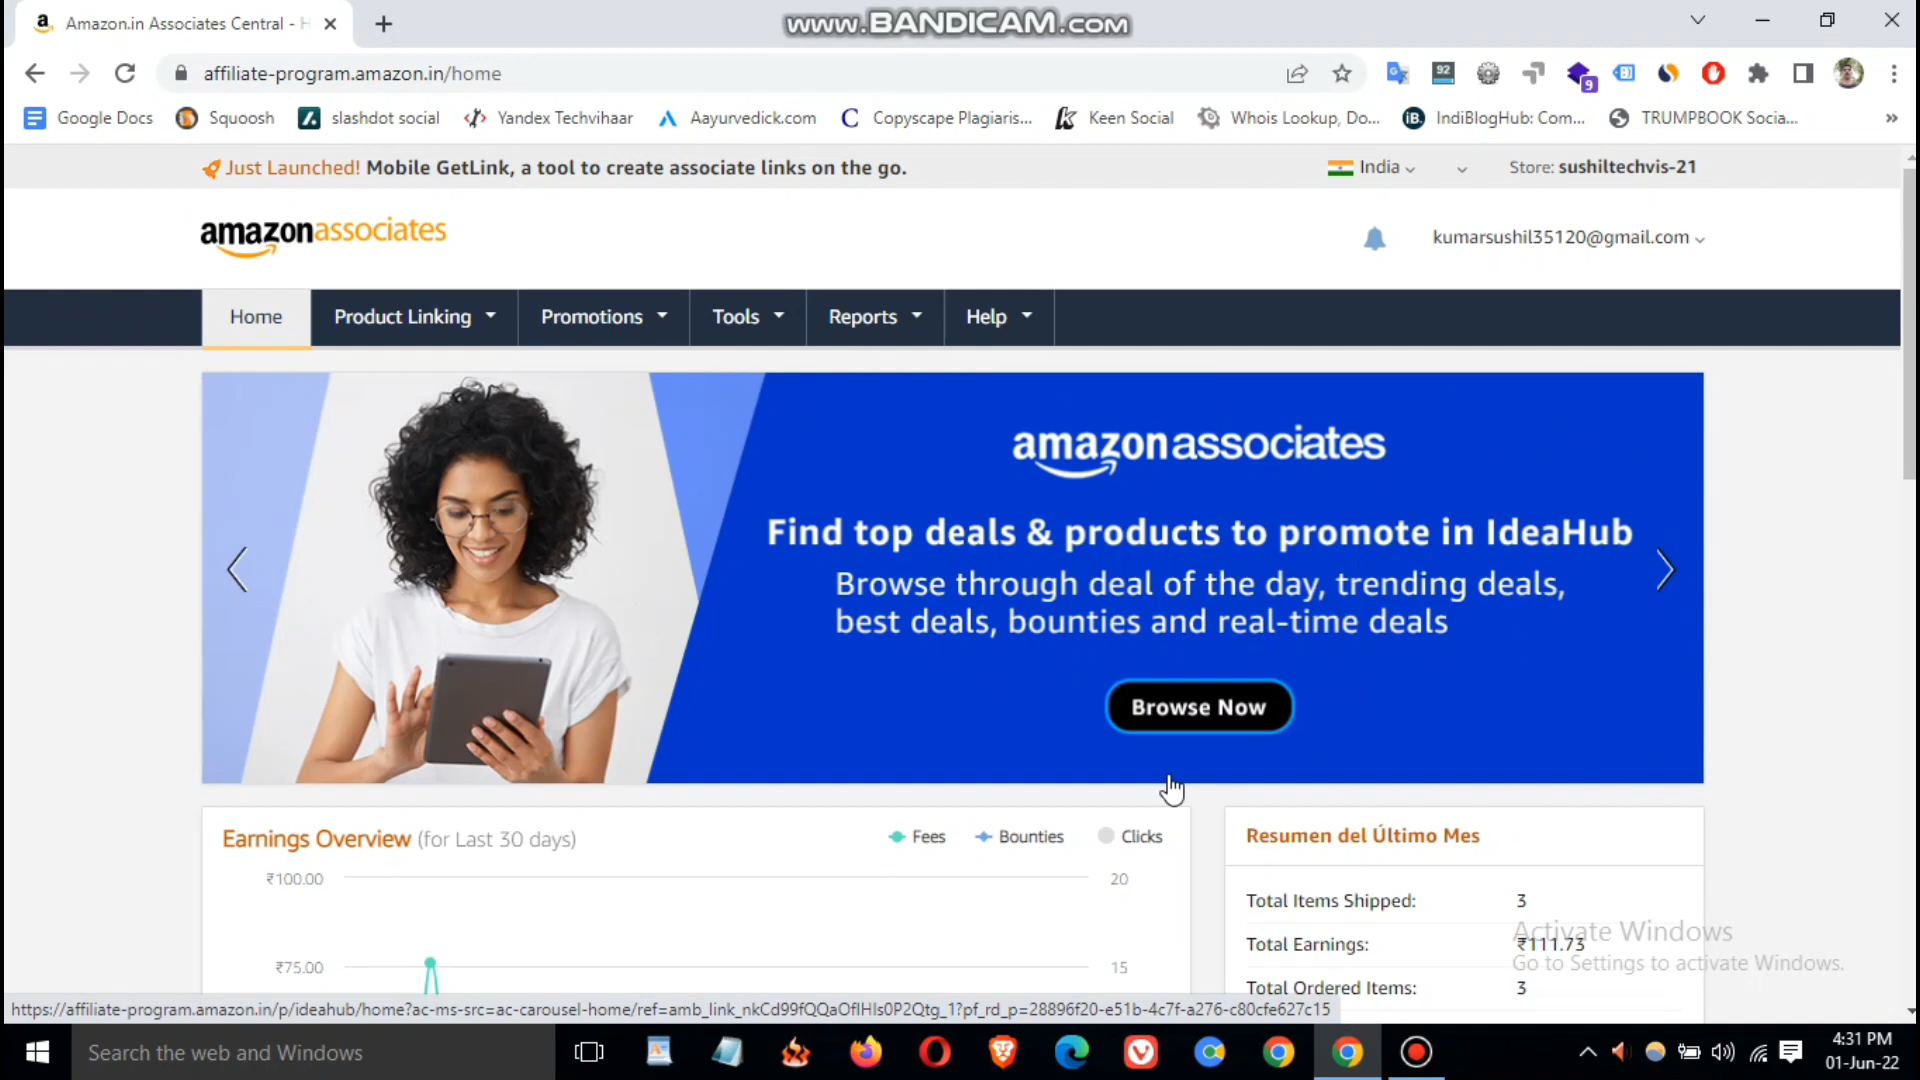 Amazon.in Associates Central - H
www.BANDICAM.com
affiliate-program.amazon.in/home
92
9
Google Docs
Squoosh
slashdot social
Yandex Techvihaar
Aayurvedick.com
Copyscape Plagiaris...
Keen Social
Whois Lookup, Do...
IndiBlogHub: Com...
TRUMPBOOK Socia...
»
Just Launched! Mobile GetLink, a tool to create associate links on the go.
India
Store: sushiltechvis-21
amazonassociates
kumarsushil35120@gmail.com
Home
Product Linking
Promotions
Tools
Reports
Help
amazonassociates
Find top deals & products to promote in IdeaHub
Browse through deal of the day, trending deals,
best deals, bounties and real-time deals
Browse Now
Earnings Overview (for Last 30 days)
Fees
Bounties
Clicks
₹100.00
20
₹75.00
15
Resumen del Último Mes
Total Items Shipped: 3
Total Earnings: ₹111.73
Total Ordered Items: 3
Activate Windows
Go to Settings to activate Windows.
https://affiliate-program.amazon.in/p/ideahub/home?ac-ms-src=ac-carousel-home/ref=amb_link_nkCd99fQQaOfIHIs0P2Qtg_1?pf_rd_p=28896f20-e51b-4c7f-a276-c80cfe627c15
Search the web and Windows
4:31 PM
01-Jun-22